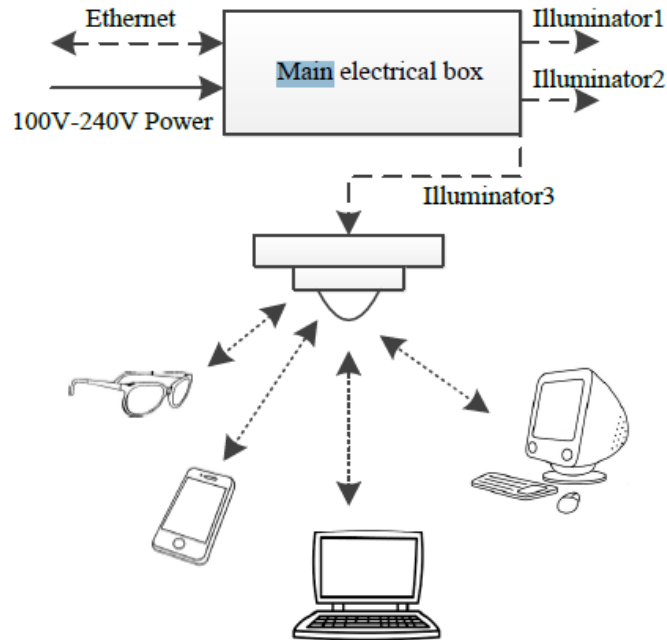 Ethernet
Illuminator1
Main electrical box
Illuminator2
100V-240V Power
Illuminator3